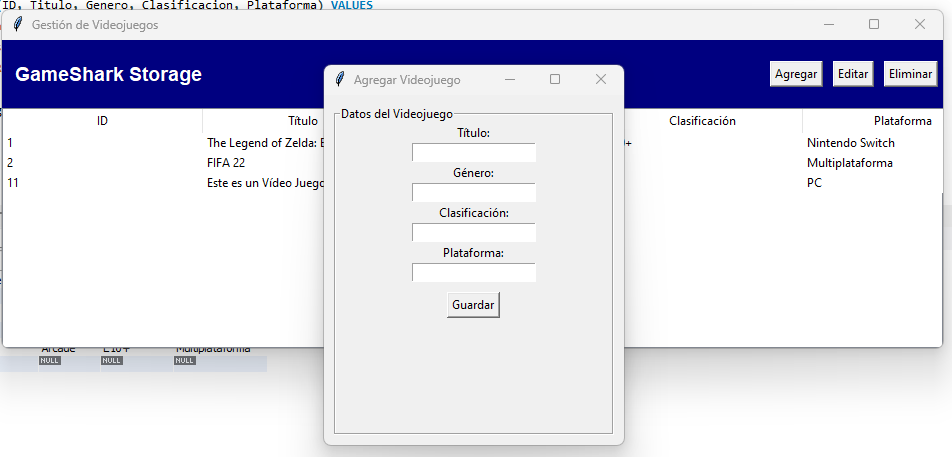 (ID, Titulo, Genero, Clasificacion, Plataforma) VALUES
Gestión de Videojuegos
GameShark Storage
Agregar Editar Eliminar
ID Título Clasificación Plataforma
1 The Legend of Zelda: Nintendo Switch
2 FIFA 22 Multiplataforma
11 Este es un Vídeo Juego PC
Agregar Videojuego
Datos del Videojuego
Título:
Género:
Clasificación:
Plataforma:
Guardar
Arcade E10+ Multiplataforma
NULL NULL NULL